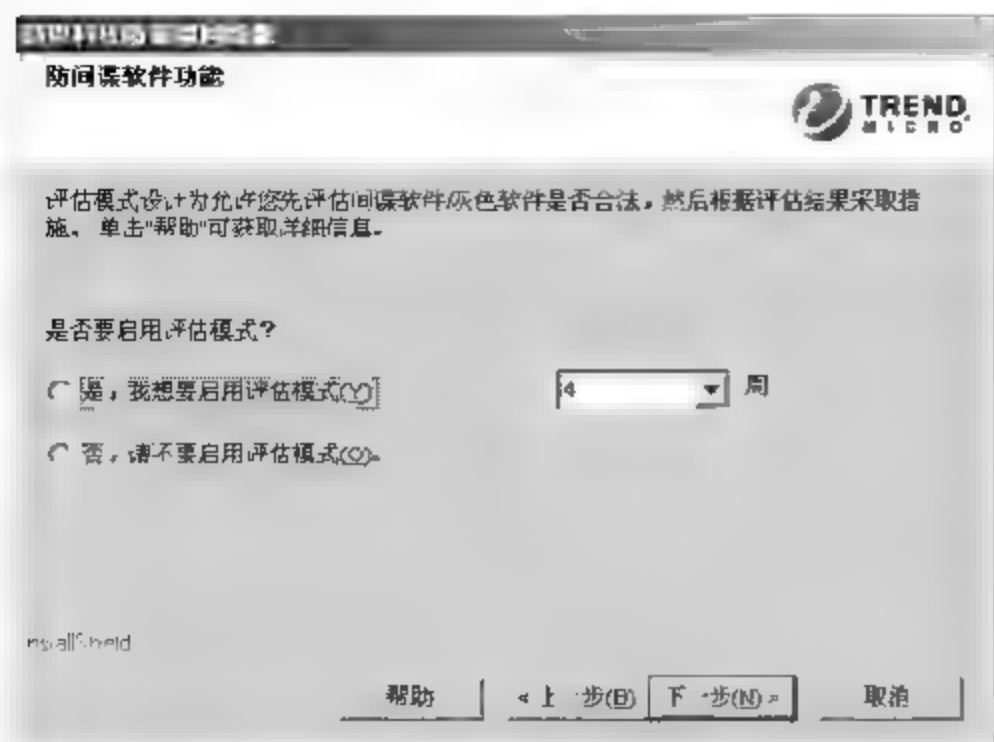 防间谍软件功能
TREND
MICRO
评估模式设计为允许您先评估间谍软件/灰色软件是否合法，然后根据评估结果采取措
施。 单击"帮助"可获取详细信息。
是否要启用评估模式?
是，我想要启用评估模式(Y)
4 周
否，请不要启用评估模式(O)。
InstallShield
帮助 < 上一步(B) 下一步(N) > 取消